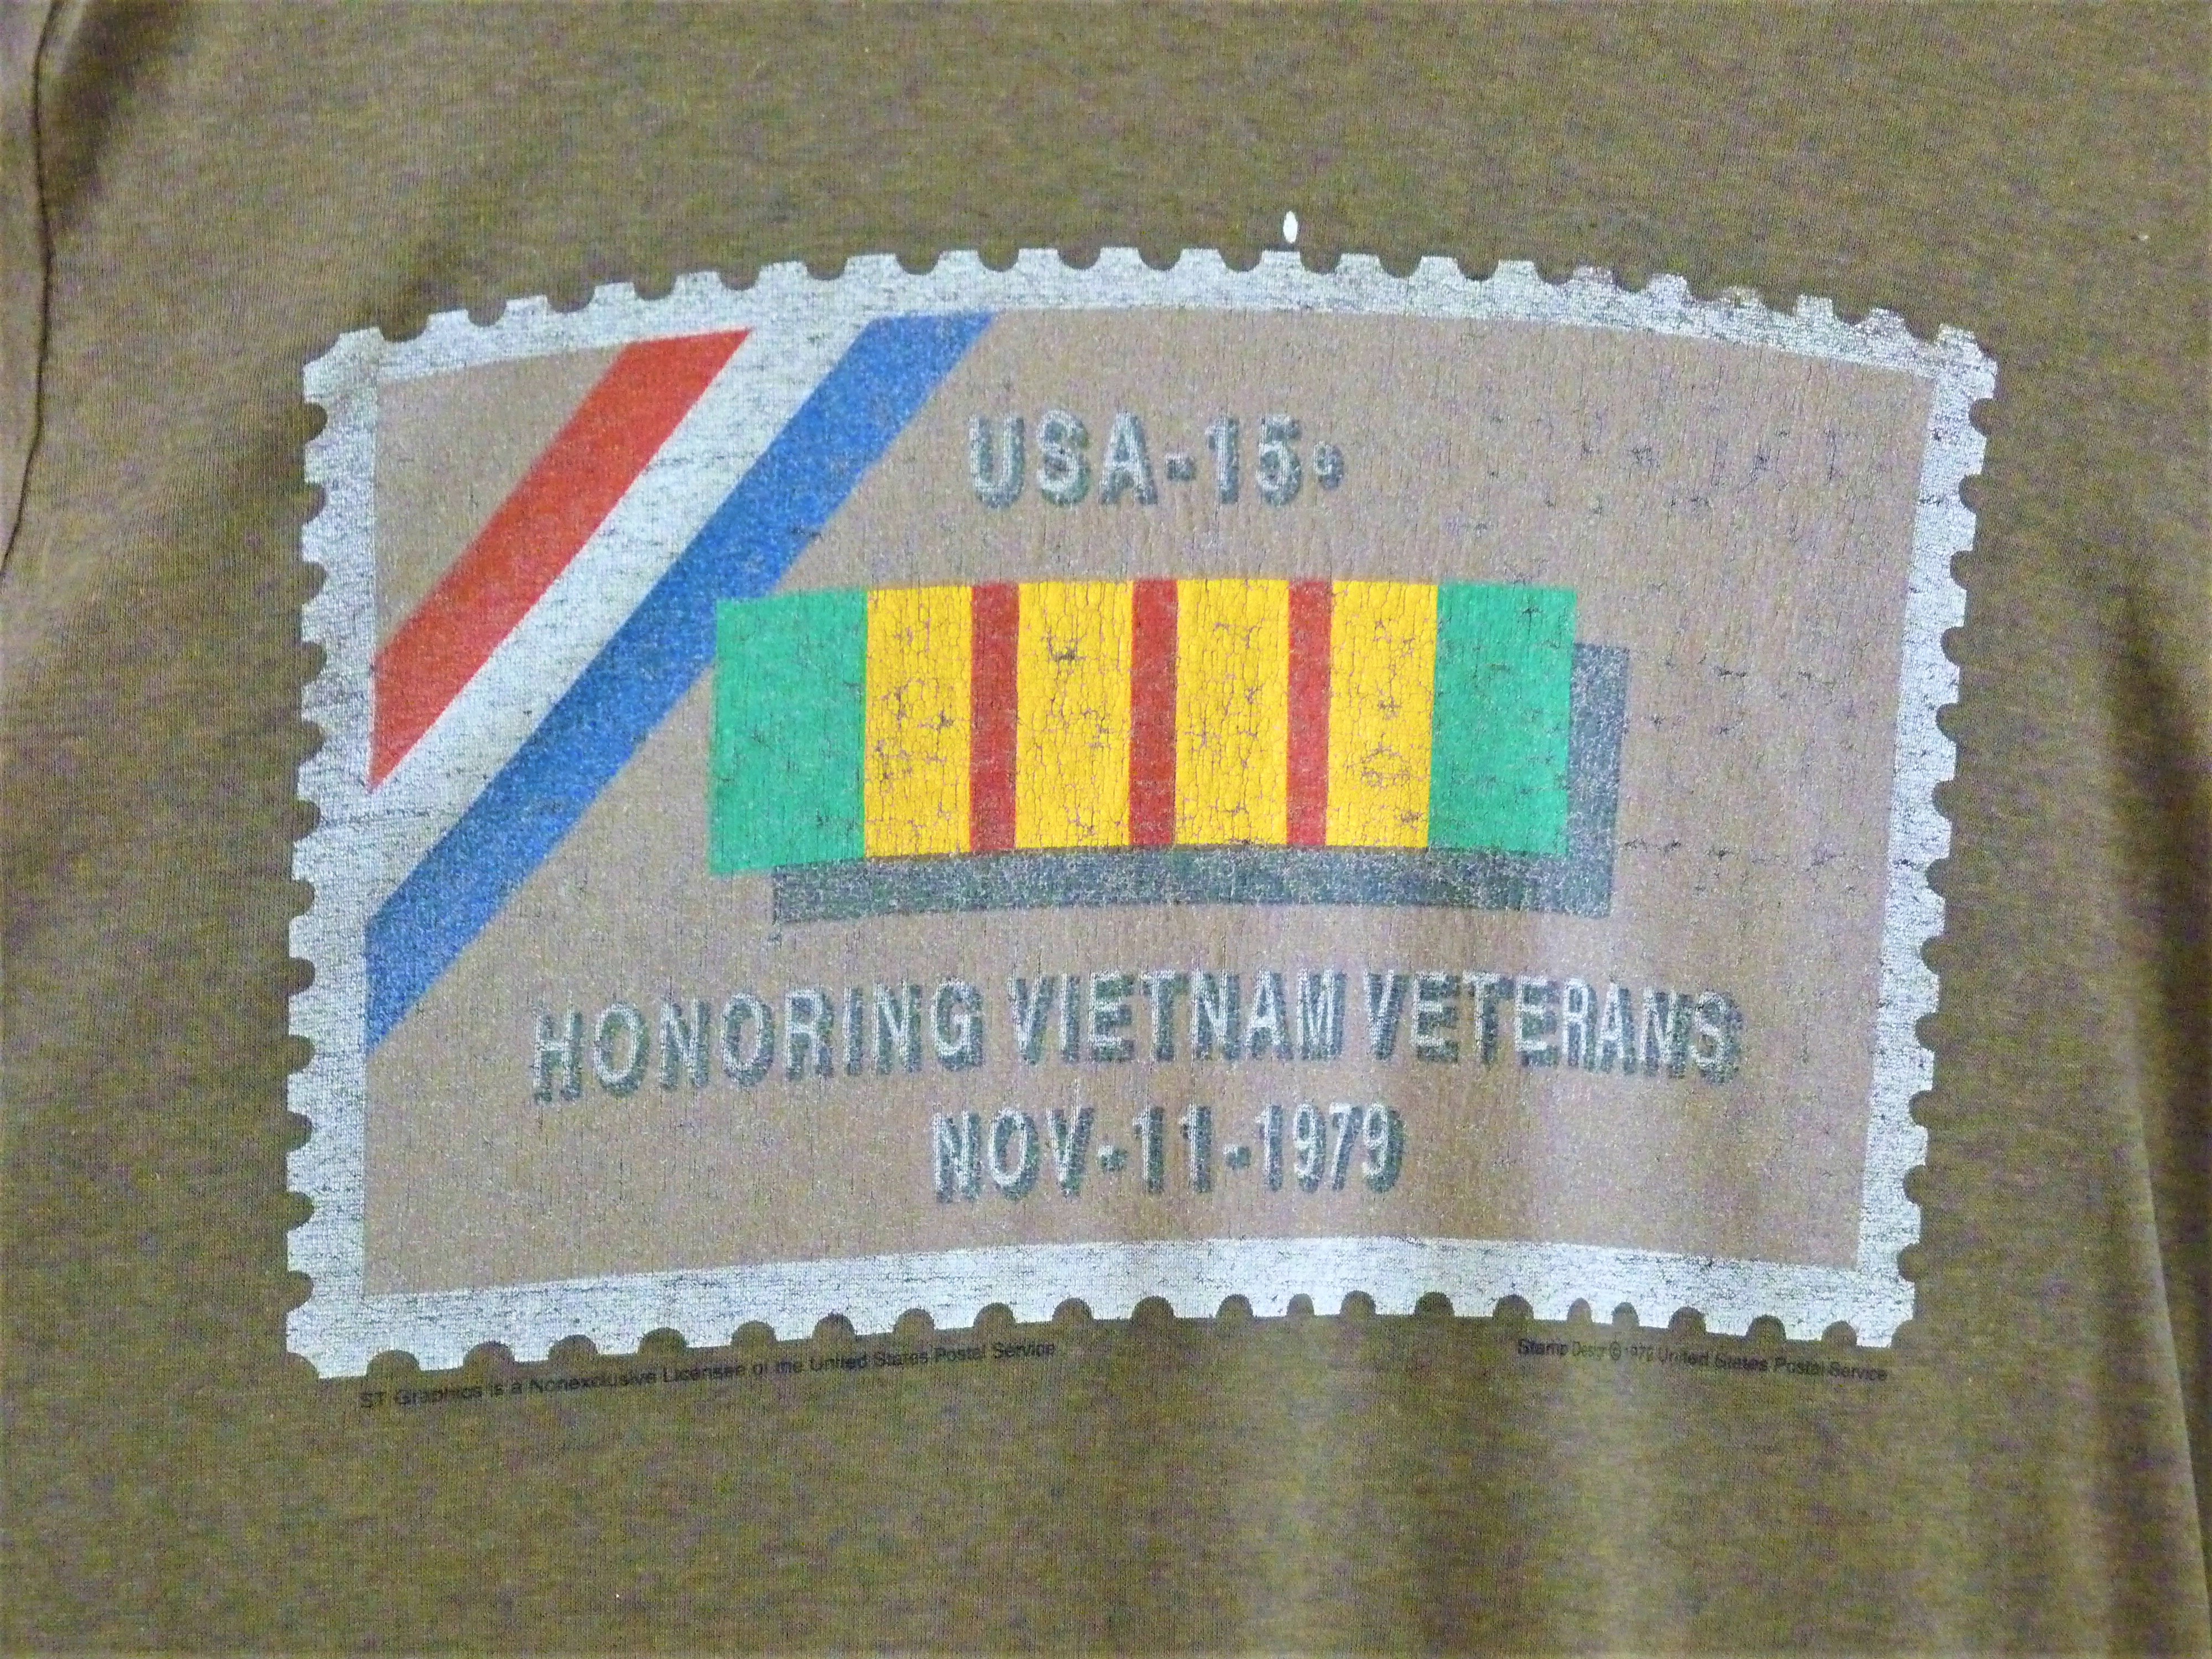 USA-15¢
HONORING VIETNAM VETERANS
NOV-11-1979
ST Graphics is a Nonexclusive Licensee of the United States Postal Service
Stamp Design © 1979 United States Postal Service